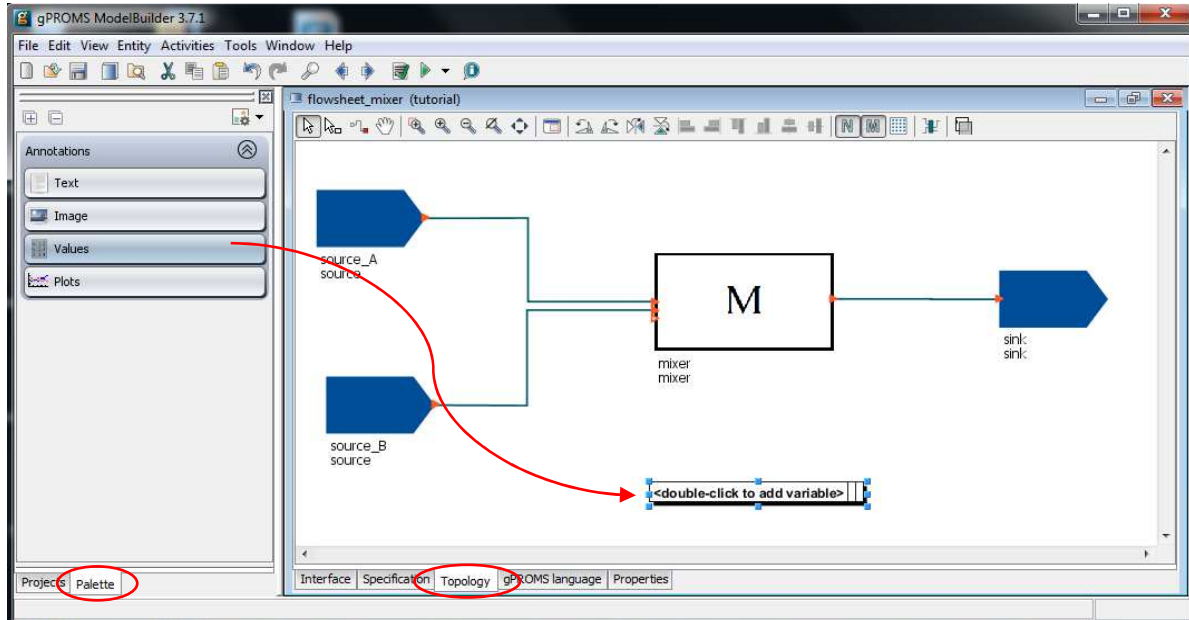 gPROMS ModelBuilder 3.7.1
File Edit View Entity Activities Tools Window Help
flowsheet_mixer (tutorial)
Annotations
Text
Image
Values
Plots
source_A
source
M
mixer
mixer
sink
sink
source_B
source
<double-click to add variable>
Projects Palette
Interface Specification Topology gPROMS language Properties